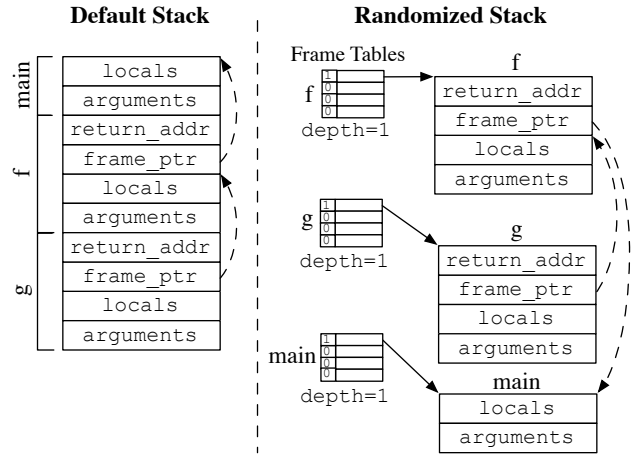 Default Stack
main
locals
arguments
f
return_addr
frame_ptr
locals
arguments
g
return_addr
frame_ptr
locals
arguments
Randomized Stack
Frame Tables
f
1
0
0
0
depth=1
f
return_addr
frame_ptr
locals
arguments
g
1
0
0
0
depth=1
g
return_addr
frame_ptr
locals
arguments
main
1
0
0
0
depth=1
main
locals
arguments